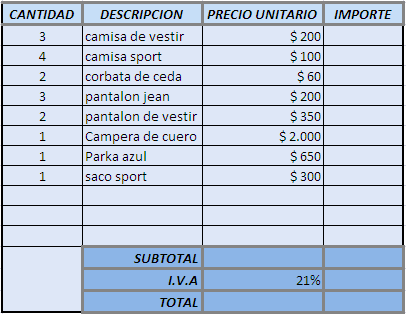 CANTIDAD DESCRIPCION PRECIO UNITARIO IMPORTE
3 camisa de vestir $ 200
4 camisa sport $ 100
2 corbata de ceda $ 60
3 pantalon jean $ 200
2 pantalon de vestir $ 350
1 Campera de cuero $ 2.000
1 Parka azul $ 650
1 saco sport $ 300
SUBTOTAL
I.V.A 21%
TOTAL